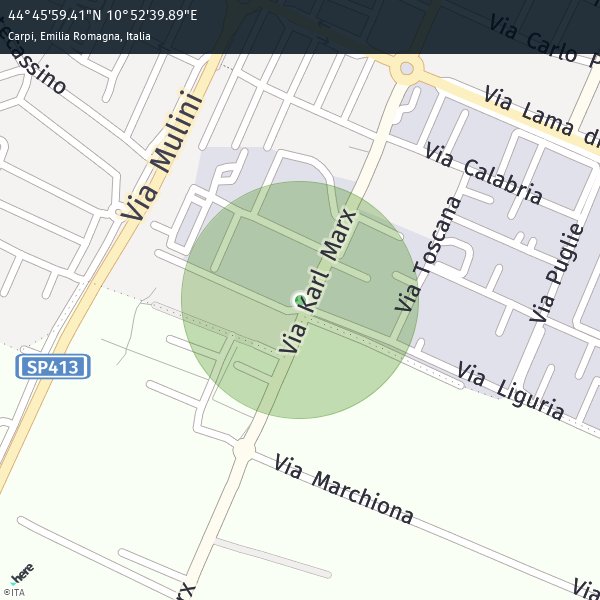 44°45'59.41"N 10°52'39.89"E
Carpi, Emilia Romagna, Italia
Via Carlo P
Via Lama di
Via Mulini
Via Calabria
Via Karl Marx
Via Toscana
Via Puglie
SP413
Via Liguria
Via Marchiona
Via
rx
here
©ITA